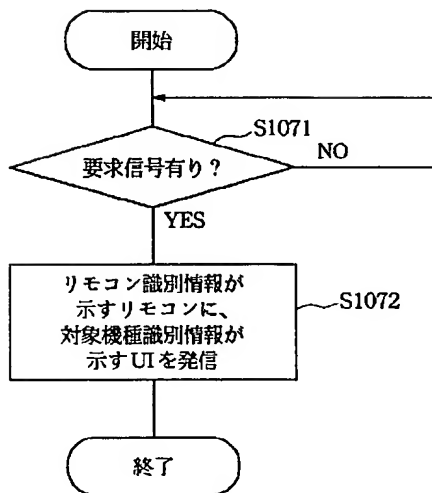 開始
S1071
要求信号有り？
NO
YES
リモコン識別情報が
示すリモコンに、
対象機種識別情報が
示すUIを発信
S1072
終了